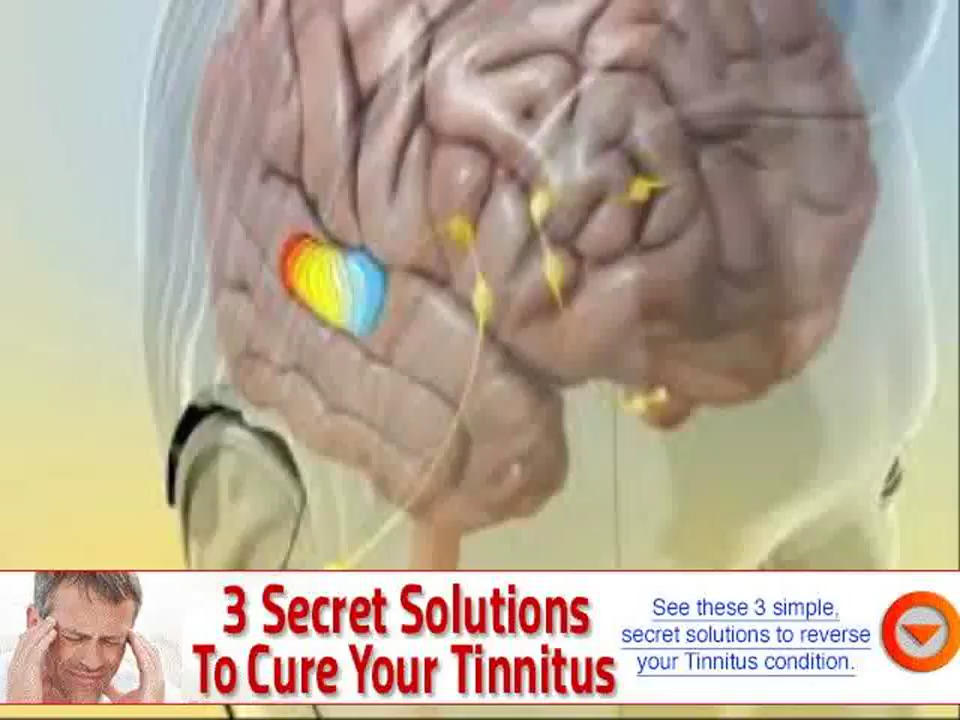 3 Secret Solutions
To Cure Your Tinnitus
See these 3 simple,
secret solutions to reverse
your Tinnitus condition.